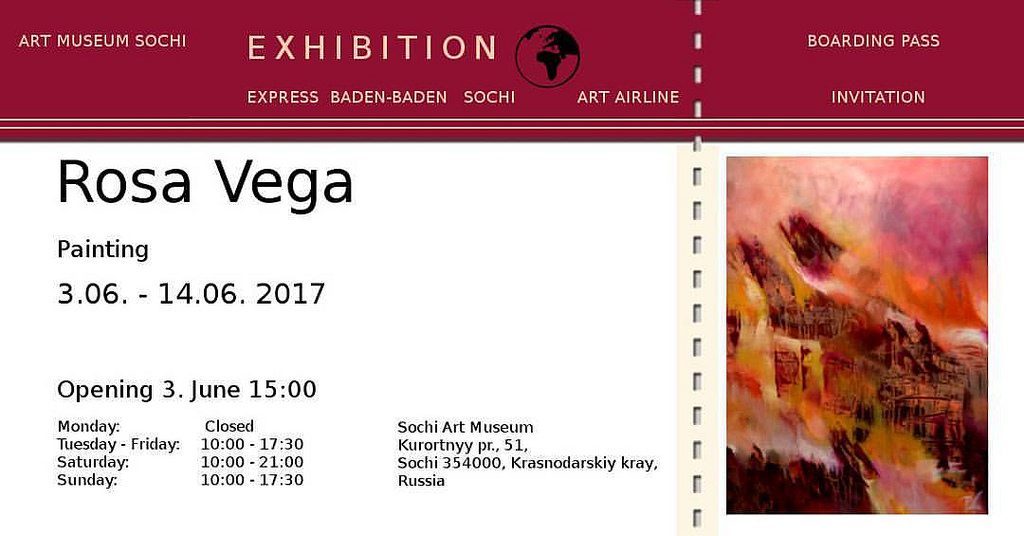 ART MUSEUM SOCHI
EXHIBITION
EXPRESS BADEN-BADEN SOCHI ART AIRLINE
BOARDING PASS
INVITATION
Rosa Vega
Painting
3.06. - 14.06. 2017
Opening 3. June 15:00
Monday: Closed
Tuesday - Friday: 10:00 - 17:30
Saturday: 10:00 - 21:00
Sunday: 10:00 - 17:30
Sochi Art Museum
Kurortnyy pr., 51,
Sochi 354000, Krasnodarskiy kray,
Russia